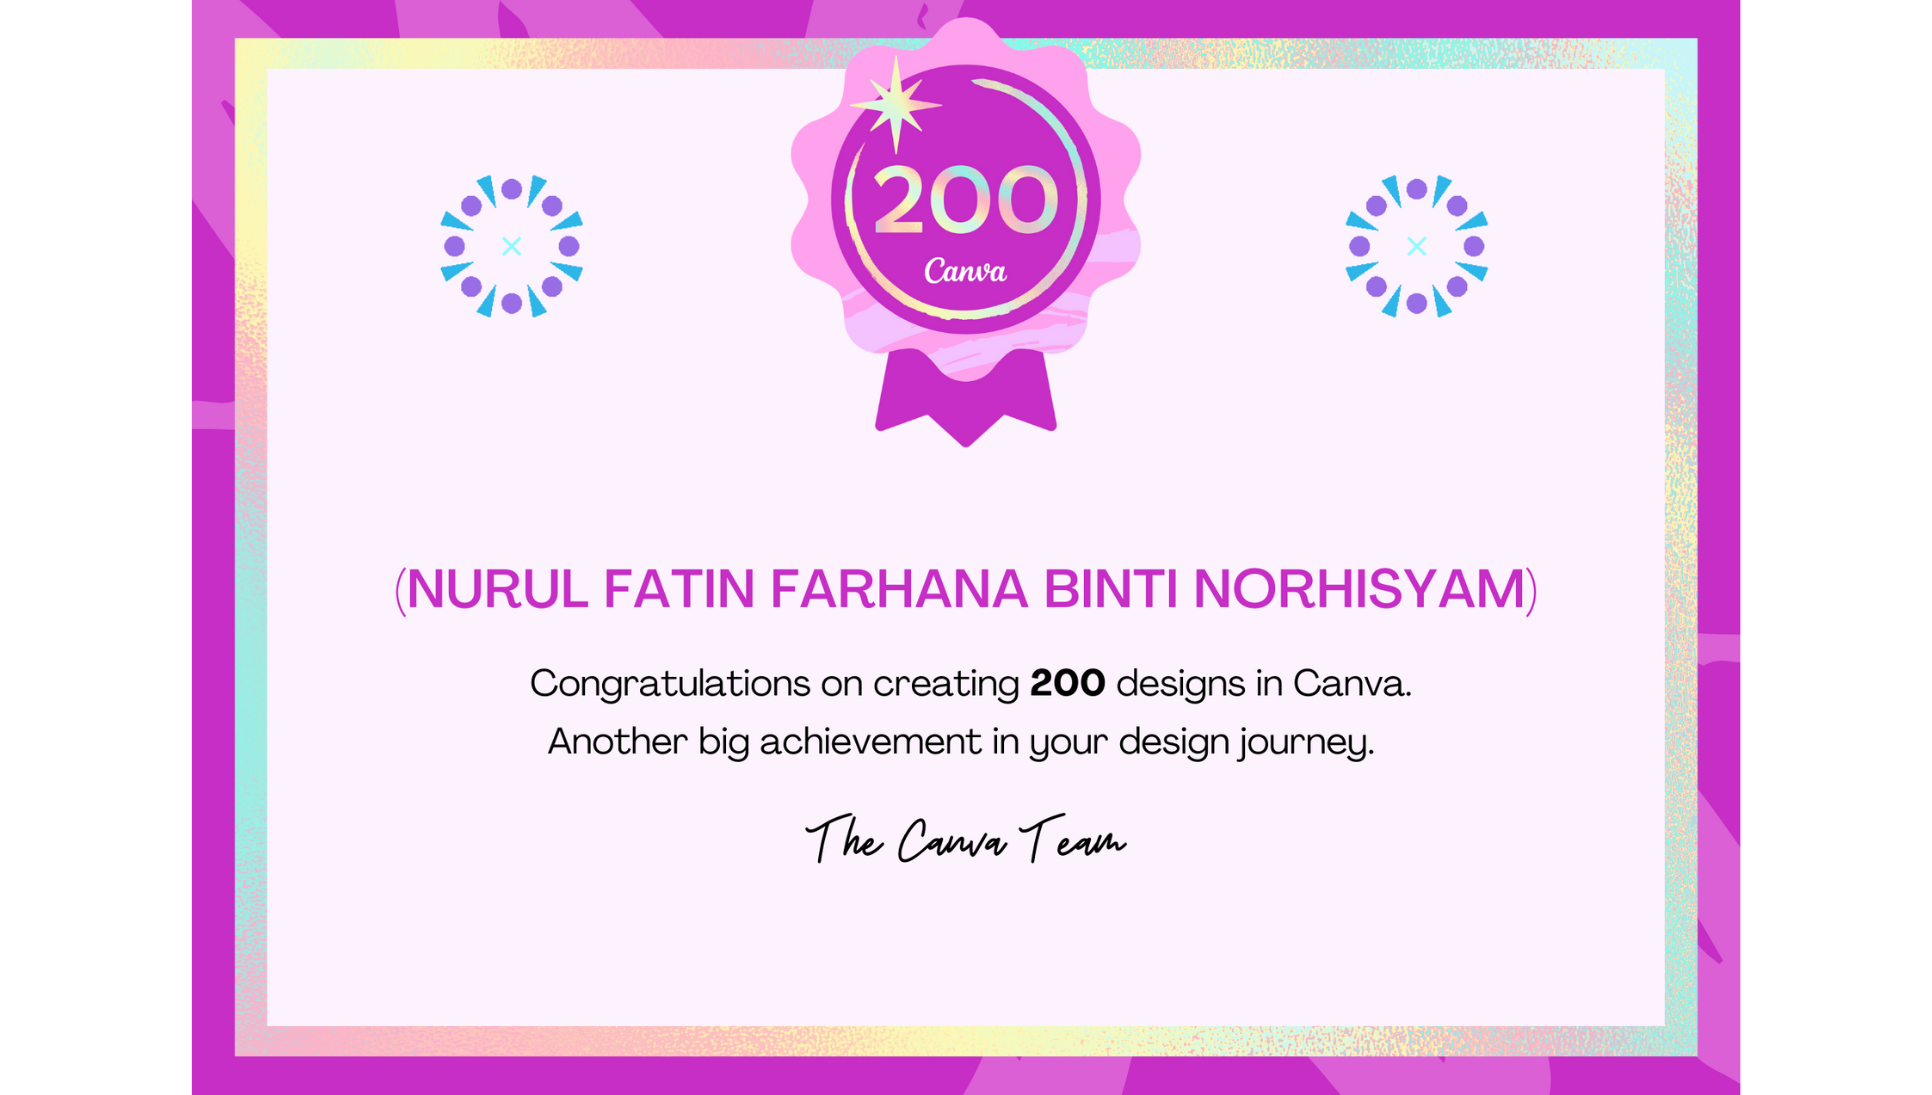 200
Canva
(NURUL FATIN FARHANA BINTI NORHISYAM)
Congratulations on creating 200 designs in Canva.
Another big achievement in your design journey.
The Canva Team